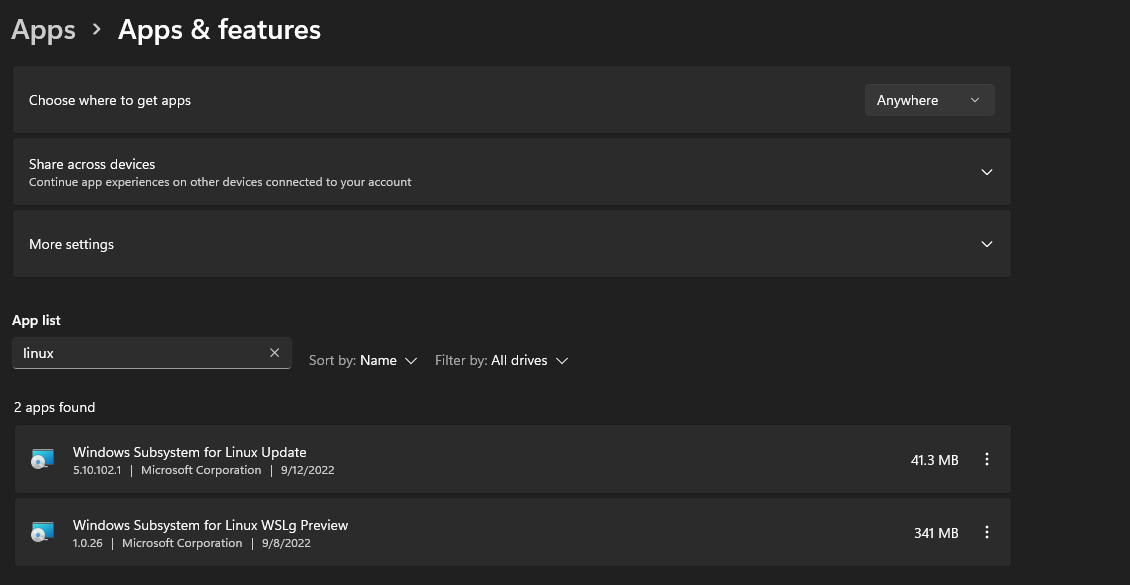 Apps > Apps & features
Choose where to get apps Anywhere
Share across devices
Continue app experiences on other devices connected to your account
More settings
App list
linux
Sort by: Name Filter by: All drives
2 apps found
Windows Subsystem for Linux Update
5.10.102.1 | Microsoft Corporation | 9/12/2022
41.3 MB
Windows Subsystem for Linux WSLg Preview
1.0.26 | Microsoft Corporation | 9/8/2022
341 MB